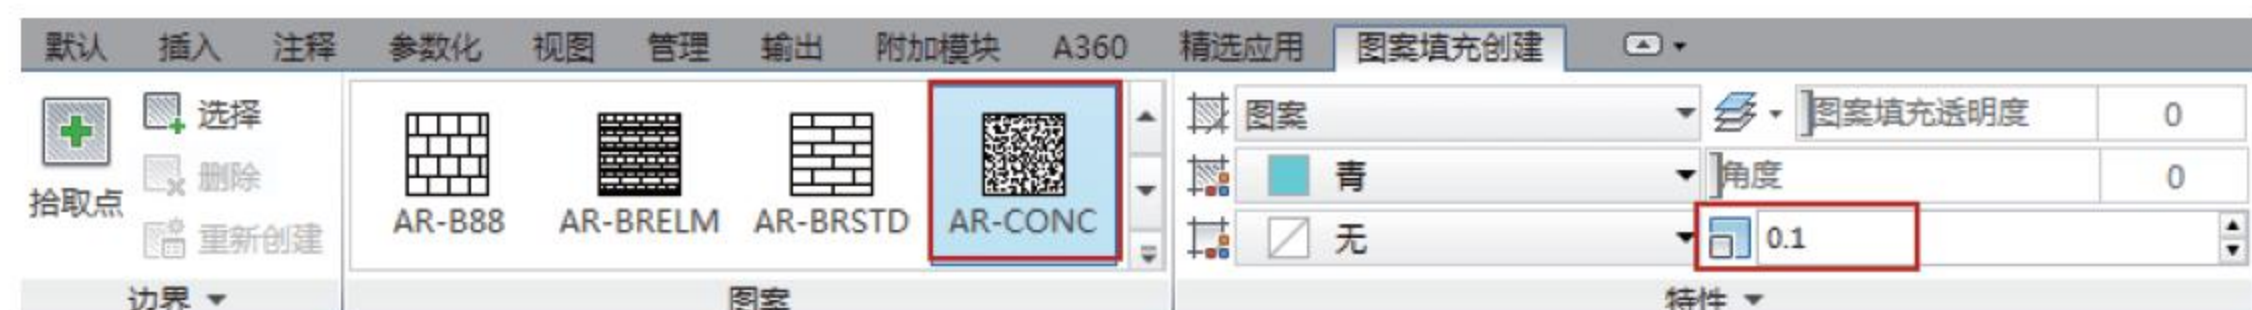 默认 插入 注释 参数化 视图 管理 输出 附加模块 A360 精选应用 图案填充创建
选择 图案 图案填充透明度 0
删除 青 角度 0
拾取点 AR-B88 AR-BRELM AR-BRSTD AR-CONC
重新创建 无 0.1
边界 图案 特性